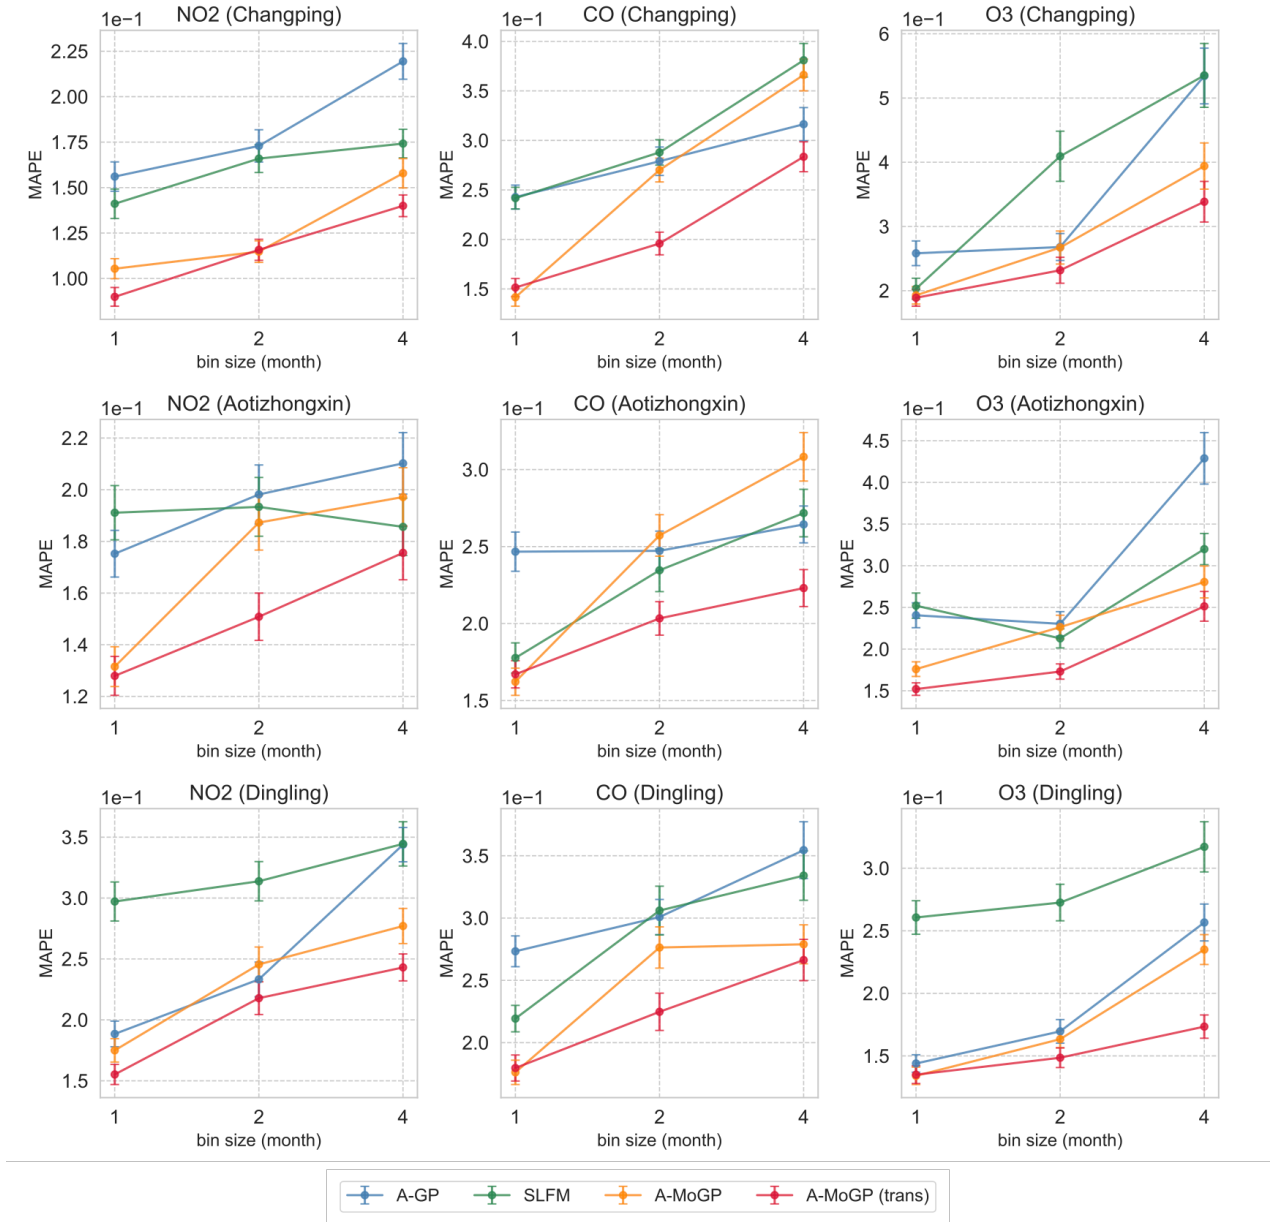 NO2 (Changping)
1e−1
MAPE
2.25
2.00
1.75
1.50
1.25
1.00
1 2 4
bin size (month)
CO (Changping)
1e−1
MAPE
4.0
3.5
3.0
2.5
2.0
1.5
1 2 4
bin size (month)
O3 (Changping)
1e−1
MAPE
6
5
4
3
2
1 2 4
bin size (month)
NO2 (Aotizhongxin)
1e−1
MAPE
2.2
2.0
1.8
1.6
1.4
1.2
1 2 4
bin size (month)
CO (Aotizhongxin)
1e−1
MAPE
3.0
2.5
2.0
1.5
1 2 4
bin size (month)
O3 (Aotizhongxin)
1e−1
MAPE
4.5
4.0
3.5
3.0
2.5
2.0
1.5
1 2 4
bin size (month)
NO2 (Dingling)
1e−1
MAPE
3.5
3.0
2.5
2.0
1.5
1 2 4
bin size (month)
CO (Dingling)
1e−1
MAPE
3.5
3.0
2.5
2.0
1 2 4
bin size (month)
O3 (Dingling)
1e−1
MAPE
3.0
2.5
2.0
1.5
1 2 4
bin size (month)
A-GP SLFM A-MoGP A-MoGP (trans)